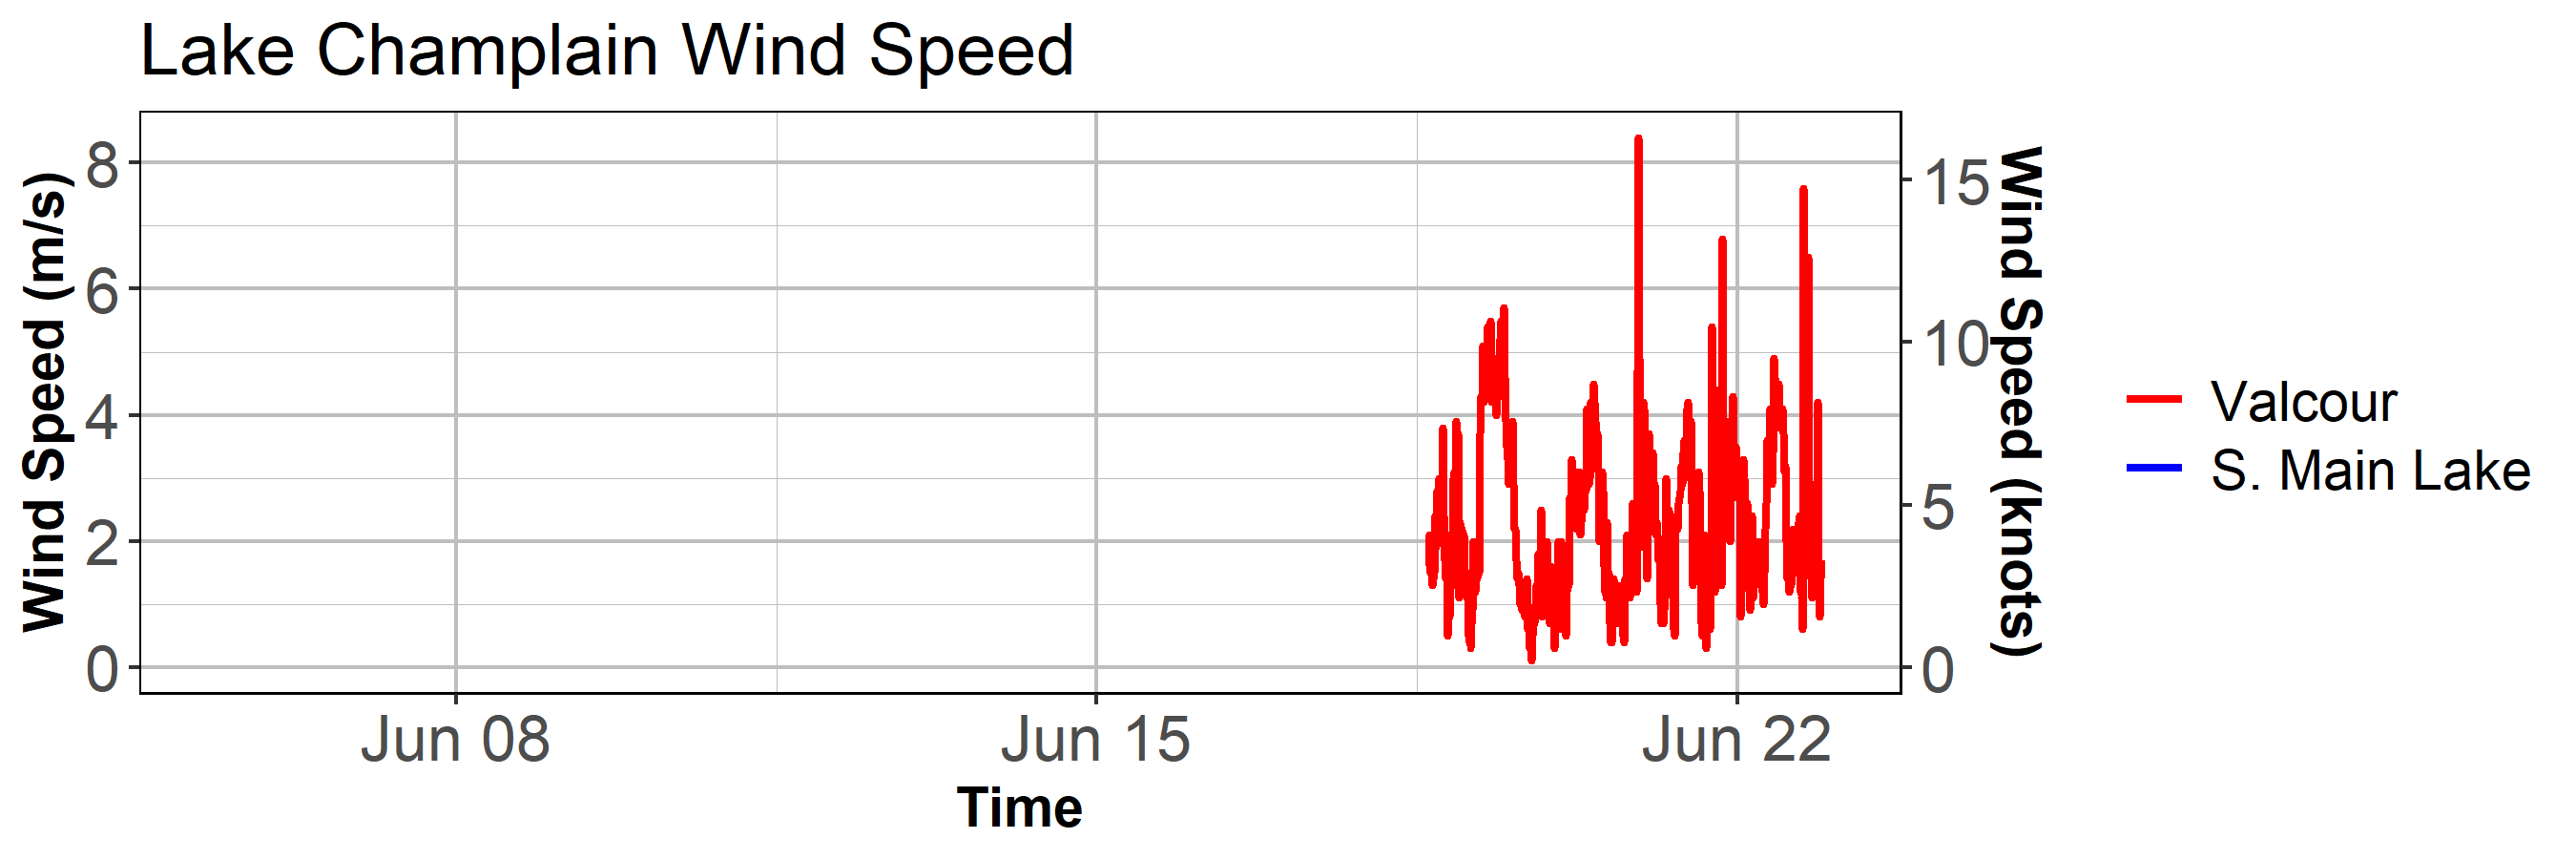 Lake Champlain Wind Speed
Wind Speed (m/s)
8
6
4
2
0
15
10
5
0
Wind Speed (knots)
Jun 08
Jun 15
Jun 22
Time
Valcour
S. Main Lake